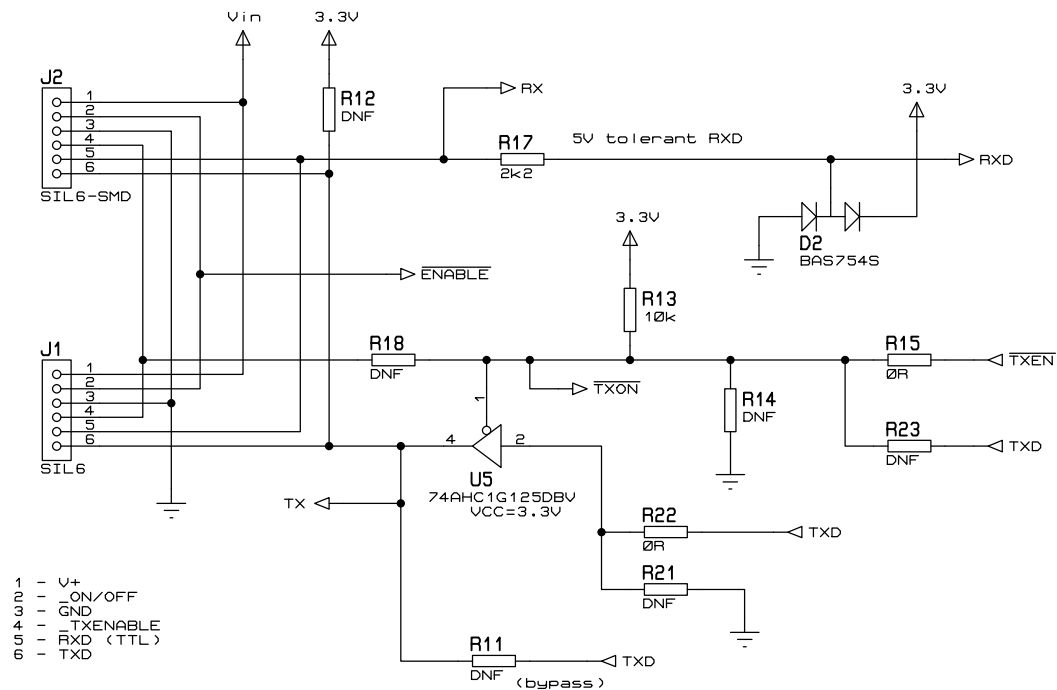 Vin
3.3V
J2
1
2
3
4
5
6
SIL6-SMD
R12
DNF
RX
R17
2k2
5V tolerant RXD
3.3V
RXD
D2
BAS754S
ENABLE
3.3V
R13
10k
J1
1
2
3
4
5
6
SIL6
R18
DNF
TXON
R14
DNF
R15
ØR
TXEN
R23
DNF
TXD
1
4
2
U5
74AHC1G125DBV
VCC=3.3V
TX
R22
ØR
TXD
R21
DNF
R11
DNF
(bypass)
TXD
1 - V+
2 - _ON/OFF
3 - GND
4 - _TXENABLE
5 - RXD (TTL)
6 - TXD